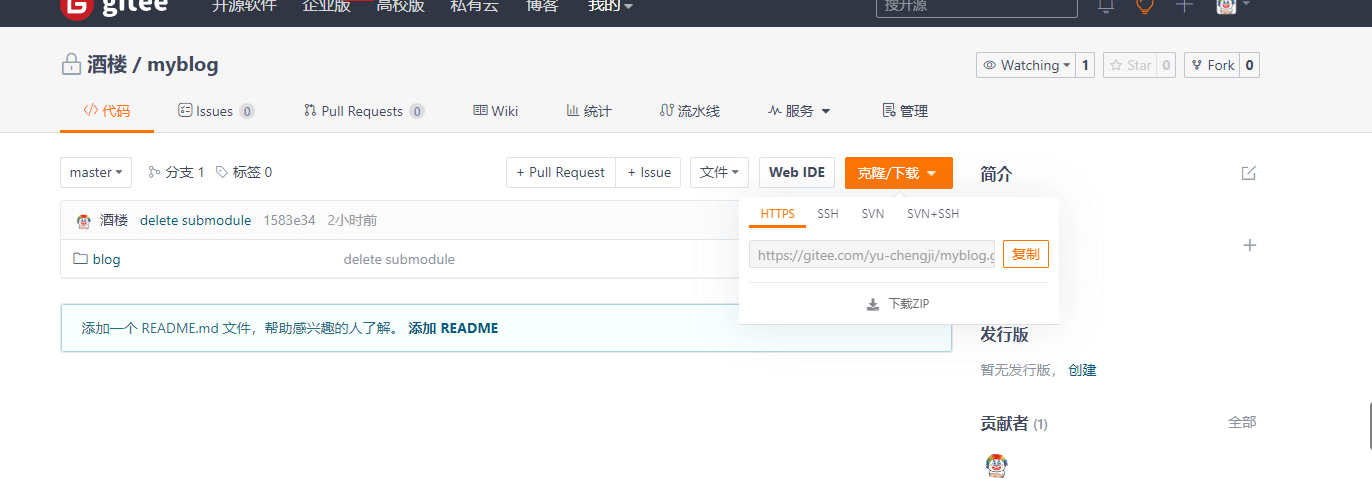 gitee 开源软件 企业版 高校版 私有云 博客 我的 搜开源
酒楼 / myblog
Watching 1 Star 0 Fork 0
代码 Issues 0 Pull Requests 0 Wiki 统计 流水线 服务 管理
master 分支 1 标签 0 + Pull Request + Issue 文件 Web IDE 克隆/下载 简介
酒楼 delete submodule 1583e34 2小时前
HTTPS SSH SVN SVN+SSH
blog delete submodule
https://gitee.com/yu-chengji/myblog.g 复制
下载ZIP
添加一个 README.md 文件，帮助感兴趣的人了解。 添加 README
发行版
暂无发行版， 创建
贡献者 (1) 全部